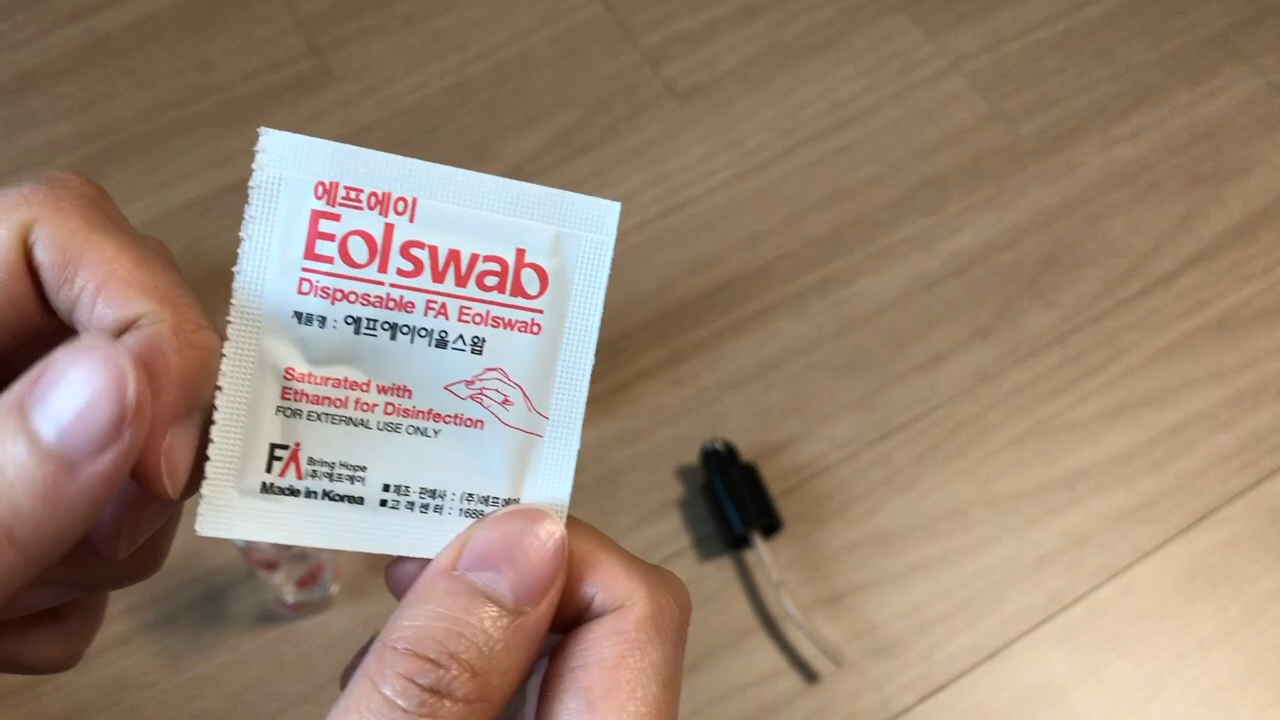 에프에이
Eolswab
Disposable FA Eolswab
제품명 : 에프에이이올스왑
Saturated with
Ethanol for Disinfection
FOR EXTERNAL USE ONLY
FA Bring Hope
(주)에프에이
Made in Korea
■제조·판매사 : (주)에프에이
■고객센터 : 1688